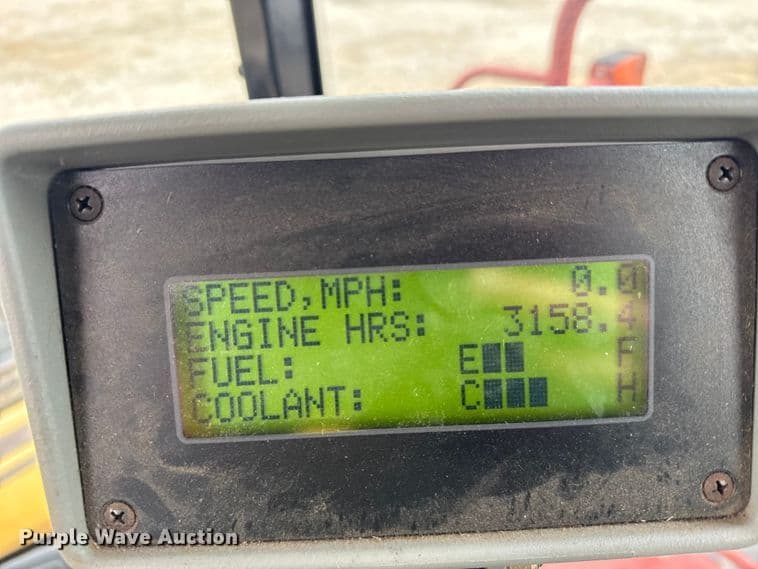 SPEED,MPH: 0.0
ENGINE HRS: 3158.4
FUEL: E F
COOLANT: C H
Purple Wave Auction